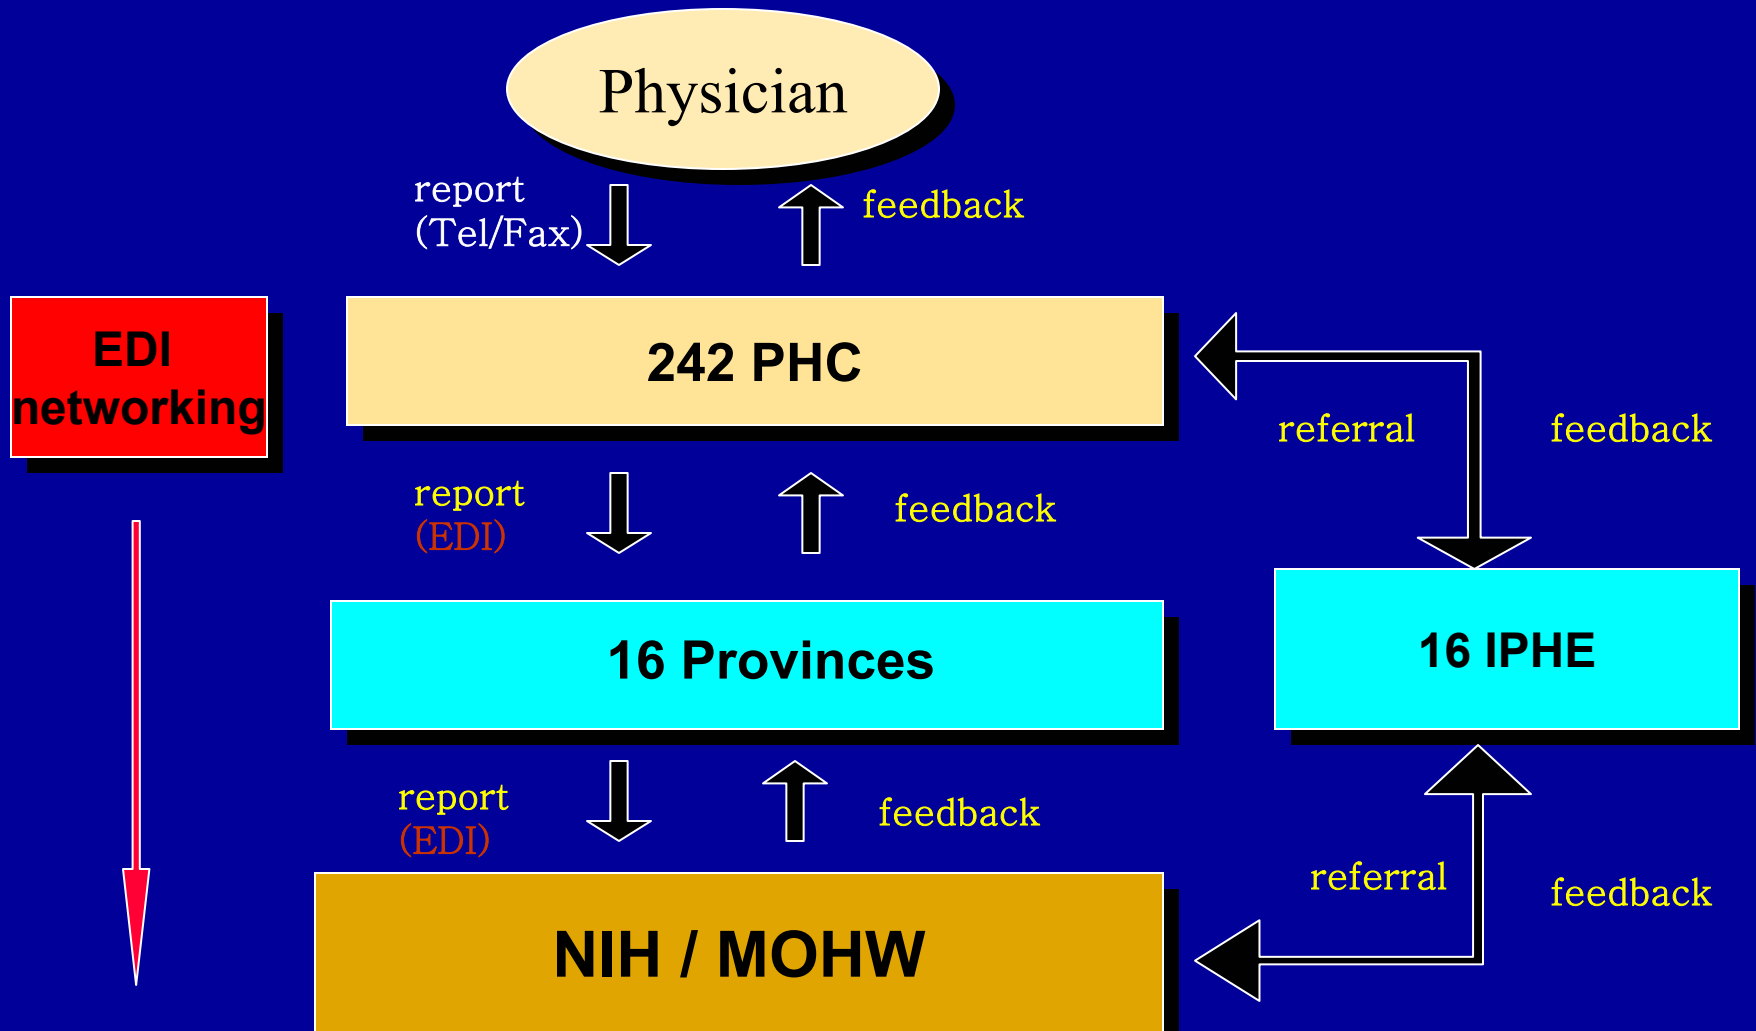 Physician
report
(Tel/Fax)
feedback
EDI
networking
242 PHC
referral
feedback
report
(EDI)
feedback
16 Provinces
16 IPHE
report
(EDI)
feedback
referral
feedback
NIH / MOHW